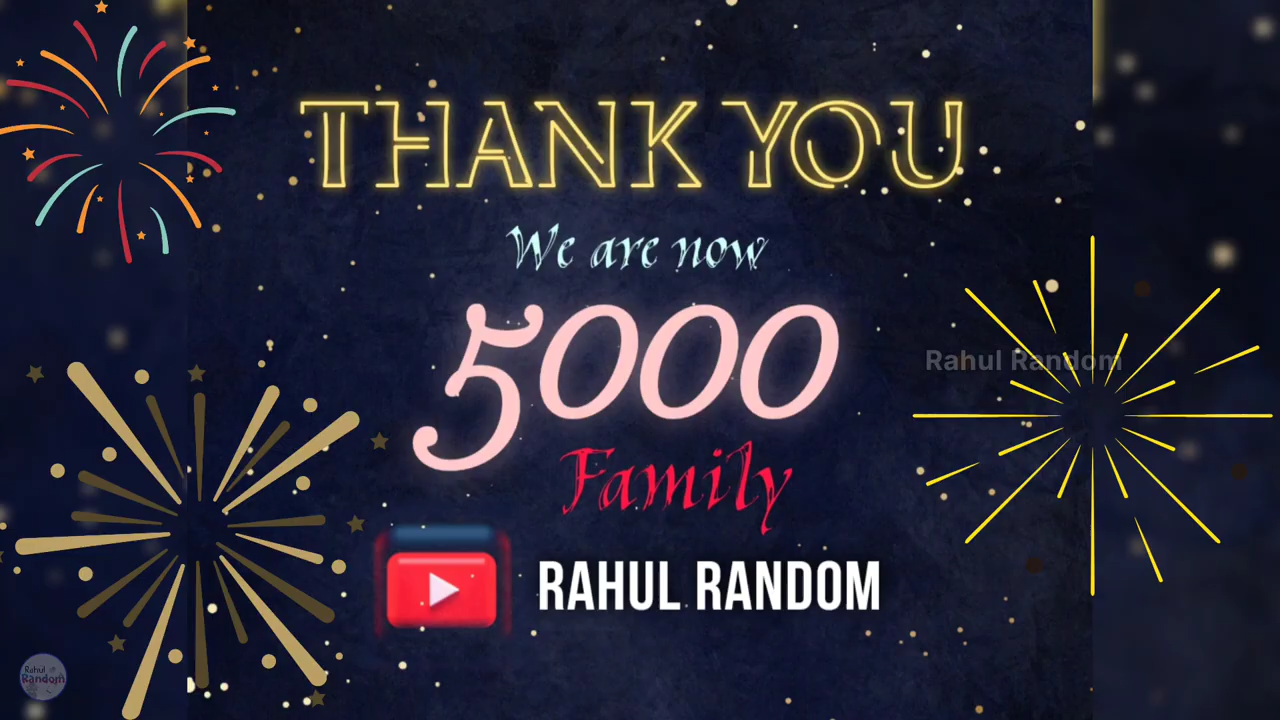 THANK YOU
We are now
5000
Rahul Random
Family
RAHUL RANDOM
Rahul
Random